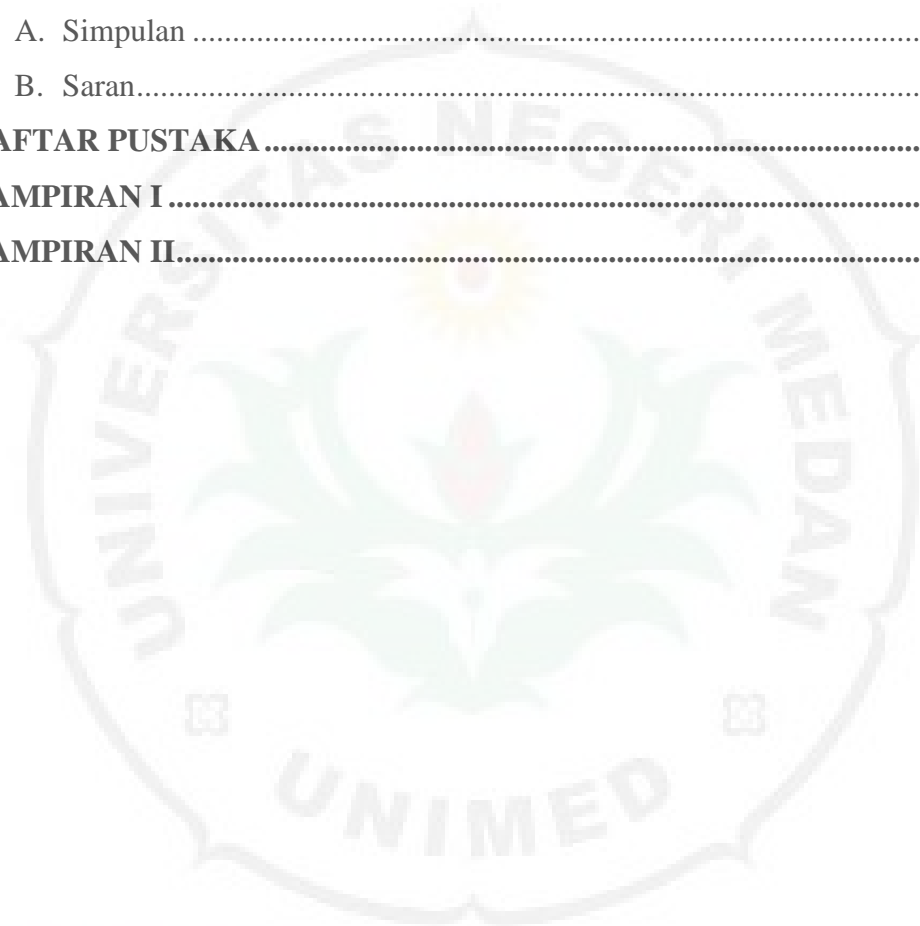 A. Simpulan ...........................................................................................
B. Saran..................................................................................................
AFTAR PUSTAKA ..................................................................................
AMPIRAN I ..............................................................................................
AMPIRAN II.............................................................................................
UNIVERSITAS NEGERI MEDAN
UNIMED